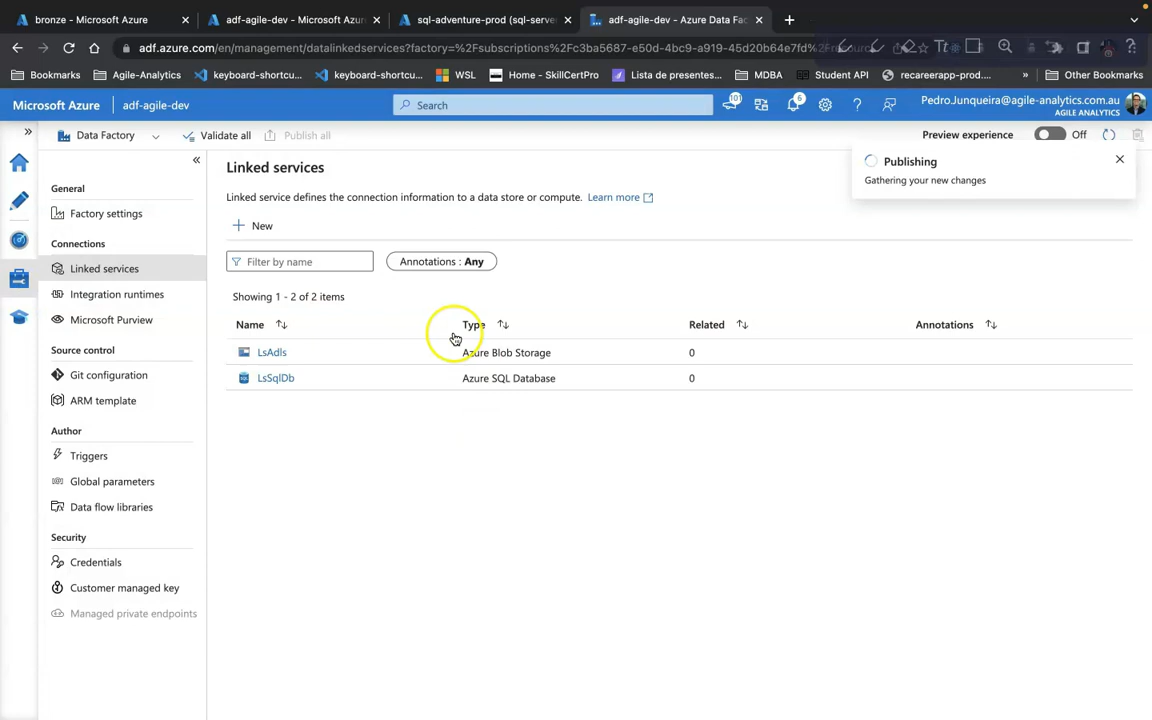 bronze - Microsoft Azure
adf-agile-dev - Microsoft Azu
sql-adventure-prod (sql-serve
adf-agile-dev - Azure Data Fac
adf.azure.com/en/management/datalinkedservices?factory=%2Fsubscriptions%2Fc3ba5687-e50d-4bc9-a919-45d20b64e7fd%2Fresour
Bookmarks
Agile-Analytics
keyboard-shortcu...
keyboard-shortcu...
WSL
Home - SkillCertPro
Lista de presentes...
MDBA
Student API
recareerapp-prod....
»
Other Bookmarks
Microsoft Azure
adf-agile-dev
Search
101
6
Pedro.Junqueira@agile-analytics.com.au
AGILE ANALYTICS
Data Factory
Validate all
Publish all
Preview experience
Off
Publishing
Gathering your new changes
General
Factory settings
Connections
Linked services
Integration runtimes
Microsoft Purview
Source control
Git configuration
ARM template
Author
Triggers
Global parameters
Data flow libraries
Security
Credentials
Customer managed key
Managed private endpoints
Linked services
Linked service defines the connection information to a data store or compute. Learn more
New
Filter by name
Annotations : Any
Showing 1 - 2 of 2 items
Name
Type
Related
Annotations
LsAdls
Azure Blob Storage
0
LsSqlDb
Azure SQL Database
0